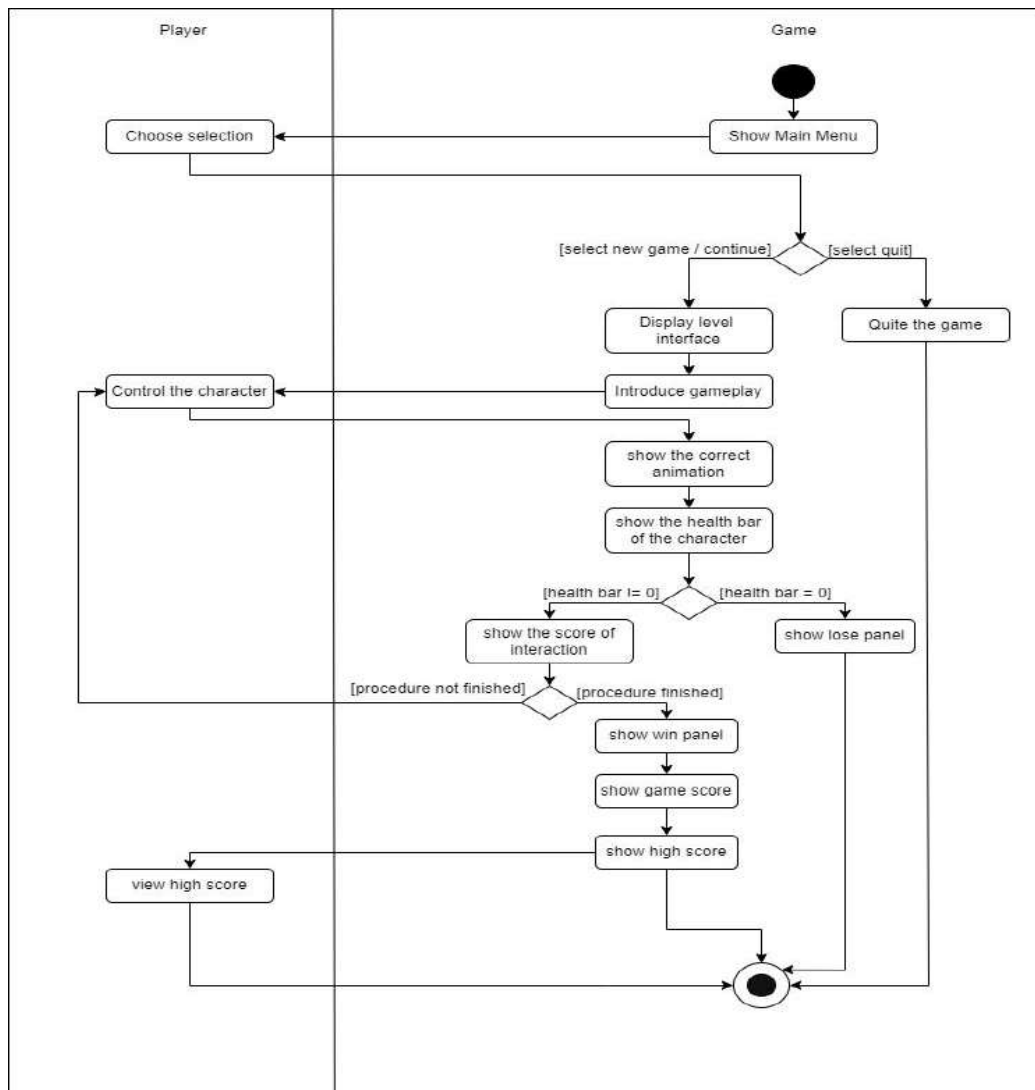 Player
Game
Choose selection
Show Main Menu
[select new game / continue]
[select quit]
Display level
interface
Quite the game
Control the character
Introduce gameplay
show the correct
animation
show the health bar
of the character
[health bar != 0]
[health bar = 0]
show the score of
interaction
show lose panel
[procedure not finished]
[procedure finished]
show win panel
show game score
show high score
view high score